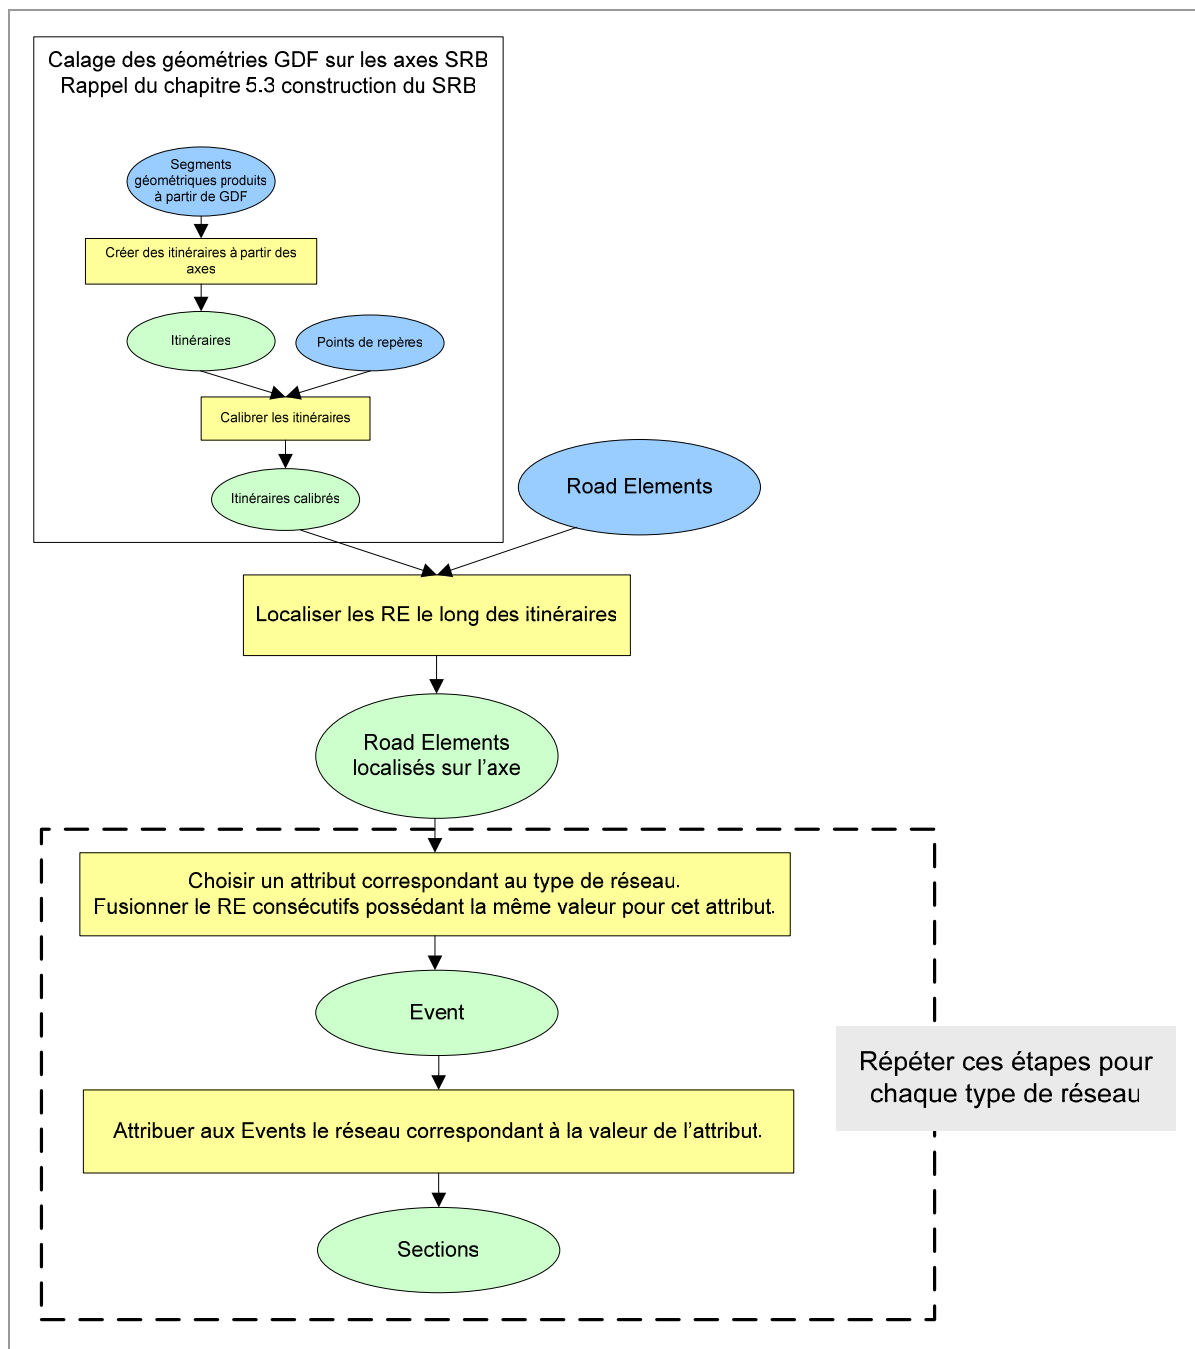 Calage des géométries GDF sur les axes SRB
Rappel du chapitre 5.3 construction du SRB
Segments
géométriques produits
à partir de GDF
Créer des itinéraires à partir des
axes
Itinéraires
Points de repères
Calibrer les itinéraires
Itinéraires calibrés
Road Elements
Localiser les RE le long des itinéraires
Road Elements
localisés sur l'axe
Choisir un attribut correspondant au type de réseau.
Fusionner le RE consécutifs possédant la même valeur pour cet attribut.
Event
Répéter ces étapes pour
chaque type de réseau
Attribuer aux Events le réseau correspondant à la valeur de l'attribut.
Sections